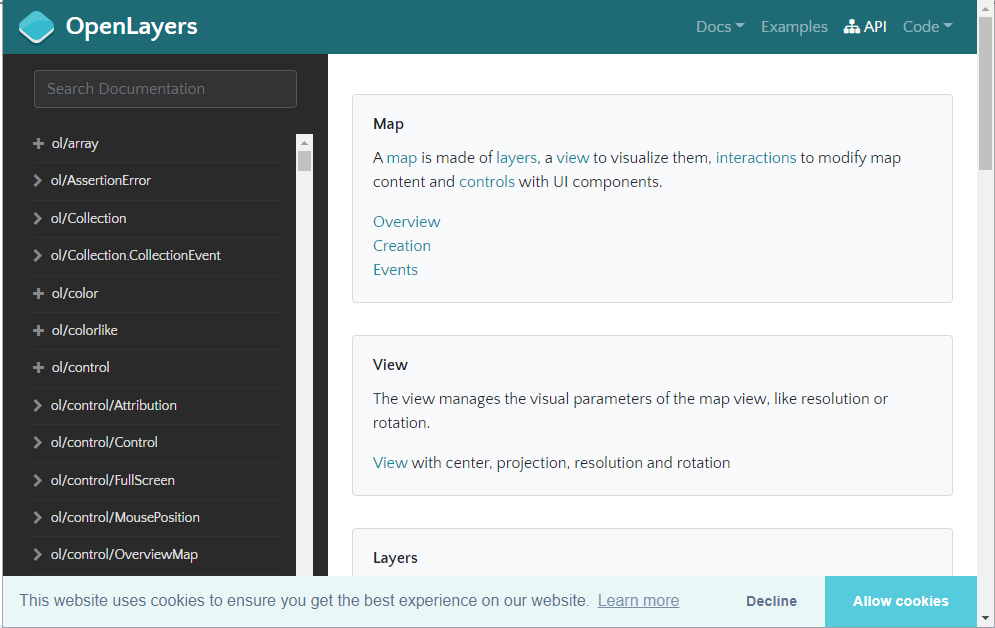 OpenLayers
Docs Examples API Code
Search Documentation
ol/array
ol/AssertionError
ol/Collection
ol/Collection.CollectionEvent
ol/color
ol/colorlike
ol/control
ol/control/Attribution
ol/control/Control
ol/control/FullScreen
ol/control/MousePosition
ol/control/OverviewMap
Map
A map is made of layers, a view to visualize them, interactions to modify map
content and controls with UI components.
Overview
Creation
Events
View
The view manages the visual parameters of the map view, like resolution or
rotation.
View with center, projection, resolution and rotation
Layers
This website uses cookies to ensure you get the best experience on our website. Learn more
Decline
Allow cookies